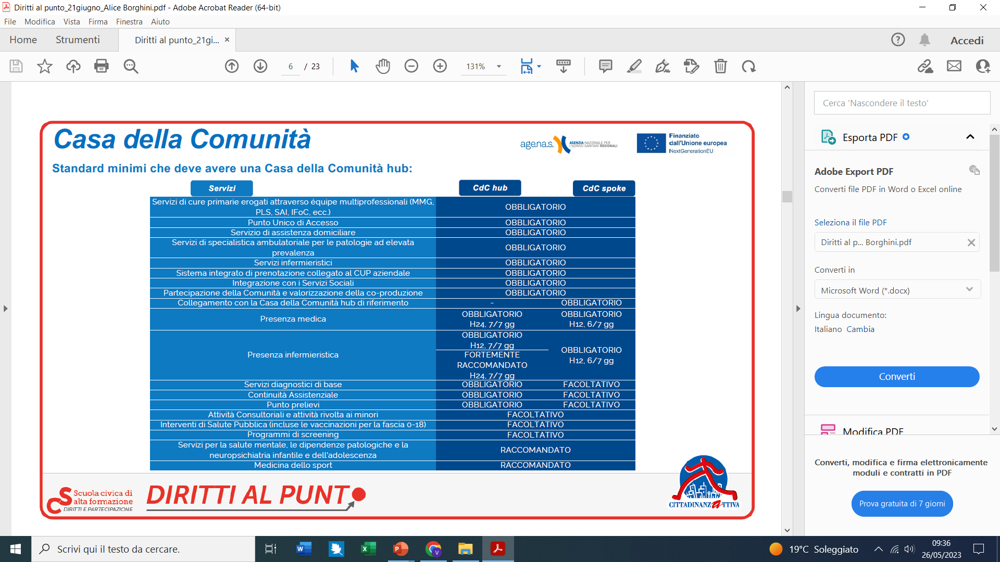 Diritti al punto_21giugno_Alice Borghini.pdf - Adobe Acrobat Reader (64-bit)
File Modifica Vista Firma Finestra Aiuto
Home Strumenti Diritti al punto_21gi... × Accedi
6 / 23 131%
Casa della Comunità
age.na.s. AGENZIA NAZIONALE PER
I SERVIZI SANITARI REGIONALI
Finanziato
dall'Unione europea
NextGenerationEU
Standard minimi che deve avere una Casa della Comunità hub:
Servizi CdC hub CdC spoke
Servizi di cure primarie erogati attraverso équipe multiprofessionali (MMG,
PLS, SAI, IFoC, ecc.) OBBLIGATORIO
Punto Unico di Accesso OBBLIGATORIO
Servizio di assistenza domiciliare OBBLIGATORIO
Servizi di specialistica ambulatoriale per le patologie ad elevata
prevalenza OBBLIGATORIO
Servizi infermieristici OBBLIGATORIO
Sistema integrato di prenotazione collegato al CUP aziendale OBBLIGATORIO
Integrazione con i Servizi Sociali OBBLIGATORIO
Partecipazione della Comunità e valorizzazione della co-produzione OBBLIGATORIO
Collegamento con la Casa della Comunità hub di riferimento - OBBLIGATORIO
Presenza medica OBBLIGATORIO OBBLIGATORIO
H24, 7/7 gg H12, 6/7 gg
Presenza infermieristica
OBBLIGATORIO
H12, 7/7 gg
FORTEMENTE
RACCOMANDATO
H24, 7/7 gg
OBBLIGATORIO
H12, 6/7 gg
Servizi diagnostici di base OBBLIGATORIO FACOLTATIVO
Continuità Assistenziale OBBLIGATORIO FACOLTATIVO
Punto prelievi OBBLIGATORIO FACOLTATIVO
Attività Consultoriali e attività rivolta ai minori FACOLTATIVO
Interventi di Salute Pubblica (incluse le vaccinazioni per la fascia 0-18) FACOLTATIVO
Programmi di screening FACOLTATIVO
Servizi per la salute mentale, le dipendenze patologiche e la
neuropsichiatria infantile e dell'adolescenza RACCOMANDATO
Medicina dello sport RACCOMANDATO
CS Scuola civica di
alta formazione
DIRITTI E PARTECIPAZIONE
DIRITTI AL PUNTO
CITTADINANZATTIVA
Cerca 'Nascondere il testo'
Esporta PDF
Adobe Export PDF
Converti file PDF in Word o Excel online
Seleziona il file PDF
Diritti al p... Borghini.pdf
Converti in
Microsoft Word (*.docx)
Lingua documento:
Italiano Cambia
Converti
Modifica PDF
Converti, modifica e firma elettronicamente
moduli e contratti in PDF
Prova gratuita di 7 giorni
Scrivi qui il testo da cercare.
19°C Soleggiato
09:36
26/05/2023